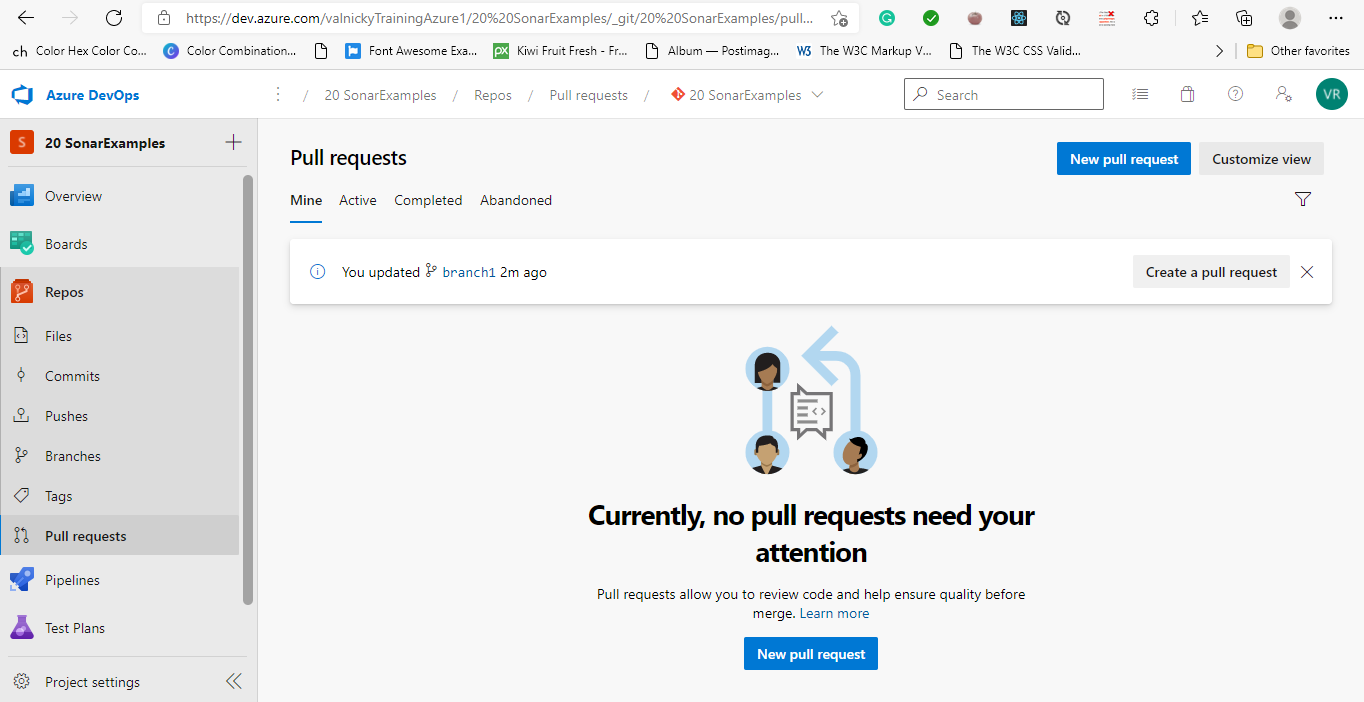 https://dev.azure.com/valnickyTrainingAzure1/20%20SonarExamples/_git/20%20SonarExamples/pull...
ch Color Hex Color Co... C Color Combination... Font Awesome Exa... px Kiwi Fruit Fresh - Fr... Album — Postimag... W3 The W3C Markup V... The W3C CSS Valid... Other favorites
Azure DevOps / 20 SonarExamples / Repos / Pull requests / 20 SonarExamples Search VR
S 20 SonarExamples
Overview
Boards
Repos
Files
Commits
Pushes
Branches
Tags
Pull requests
Pipelines
Test Plans
Project settings
Pull requests
New pull request Customize view
Mine Active Completed Abandoned
You updated branch1 2m ago Create a pull request
Currently, no pull requests need your
attention
Pull requests allow you to review code and help ensure quality before
merge. Learn more
New pull request